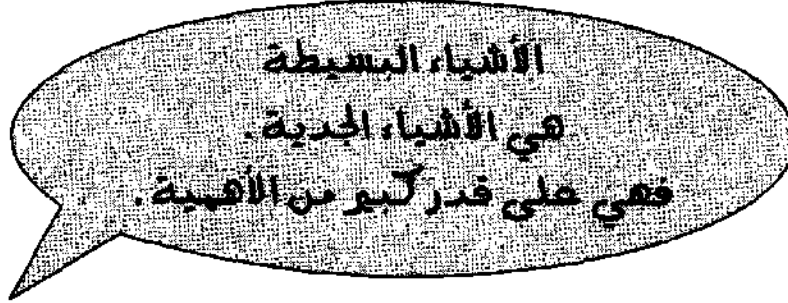 الأشياء البسيطة
هي الأشياء الجدية.
فهي على قدر كبير من الأهمية.